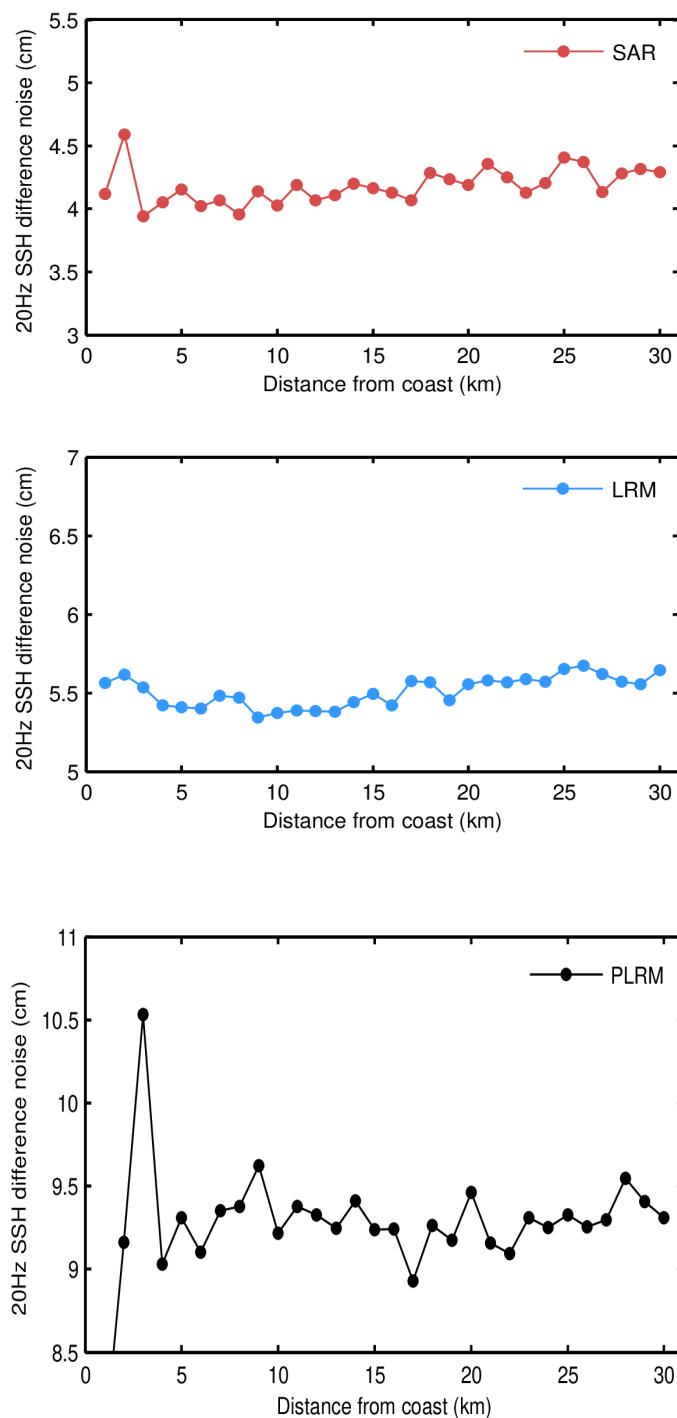 5.5
SAR
5
4.5
4
3.5
3
20Hz SSH difference noise (cm)
0 5 10 15 20 25 30
Distance from coast (km)
7
LRM
6.5
6
5.5
5
20Hz SSH difference noise (cm)
0 5 10 15 20 25 30
Distance from coast (km)
11
PLRM
10.5
10
9.5
9
8.5
20Hz SSH difference noise (cm)
0 5 10 15 20 25 30
Distance from coast (km)